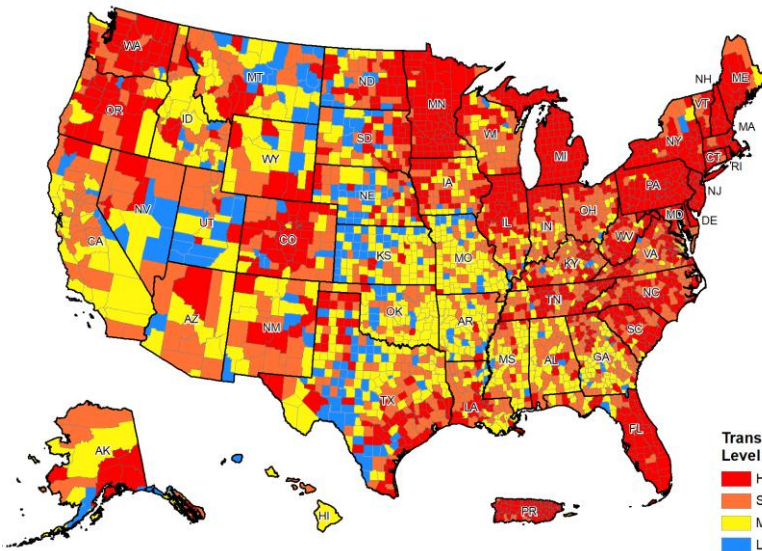 WA
MT
ND
MN
OR
ID
WY
SD
WI
MI
NY
VT
NH
ME
MA
CT
RI
NV
UT
CO
NE
IA
IL
IN
OH
PA
NJ
MD
DE
CA
KS
MO
KY
WV
VA
AZ
NM
OK
AR
TN
NC
SC
TX
LA
MS
AL
GA
FL
AK
HI
PR
Trans
Level
H
S
M
L